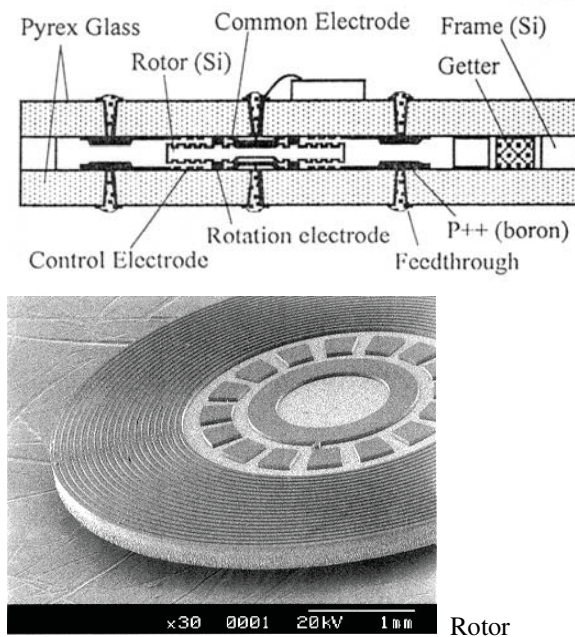 Pyrex Glass
Common Electrode
Rotor (Si)
Frame (Si)
Getter
Rotation electrode
Control Electrode
P++ (boron)
Feedthrough
x30 0001 20kV 1mm
Rotor